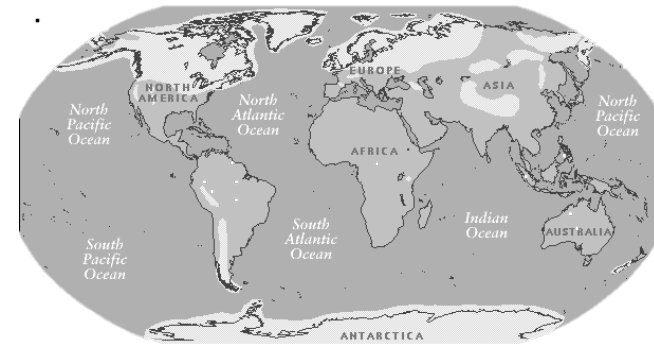 EUROPE
ASIA
NORTH
AMERICA
North
Pacific
Ocean
North
Atlantic
Ocean
North
Pacific
Ocean
AFRICA
South
Pacific
Ocean
South
Atlantic
Ocean
Indian
Ocean
AUSTRALIA
ANTARCTICA